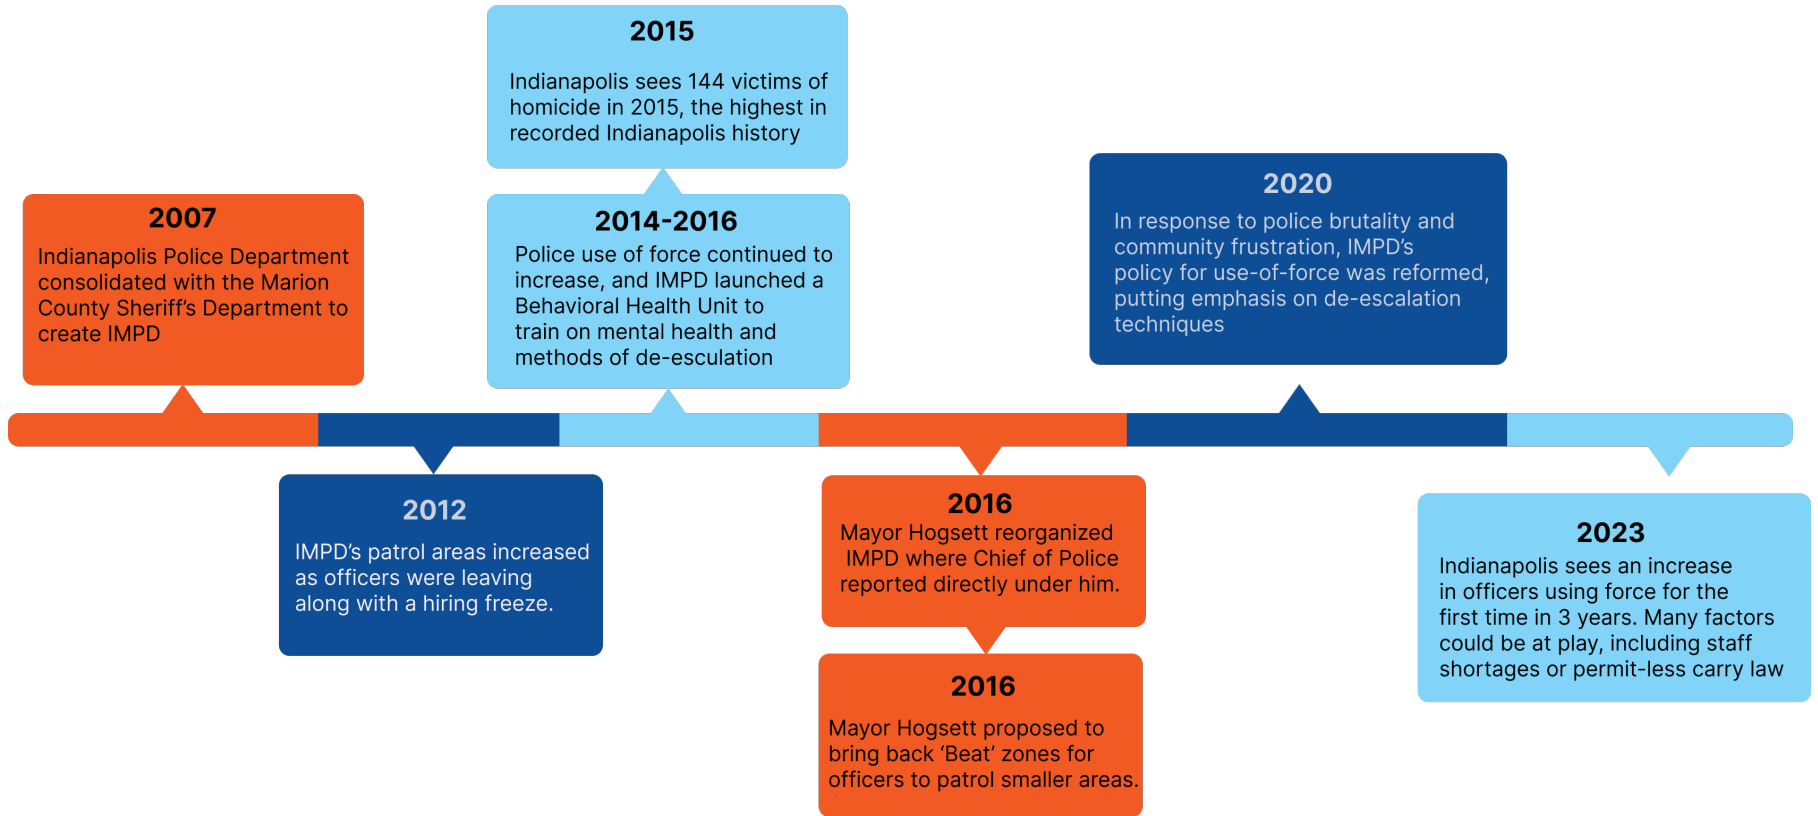 2007
Indianapolis Police Department
consolidated with the Marion
County Sheriff's Department to
create IMPD
2012
IMPD's patrol areas increased
as officers were leaving
along with a hiring freeze.
2015
Indianapolis sees 144 victims of
homicide in 2015, the highest in
recorded Indianapolis history
2014-2016
Police use of force continued to
increase, and IMPD launched a
Behavioral Health Unit to
train on mental health and
methods of de-esculation
2016
Mayor Hogsett reorganized
IMPD where Chief of Police
reported directly under him.
2016
Mayor Hogsett proposed to
bring back ‘Beat’ zones for
officers to patrol smaller areas.
2020
In response to police brutality and
community frustration, IMPD's
policy for use-of-force was reformed,
putting emphasis on de-escalation
techniques
2023
Indianapolis sees an increase
in officers using force for the
first time in 3 years. Many factors
could be at play, including staff
shortages or permit-less carry law